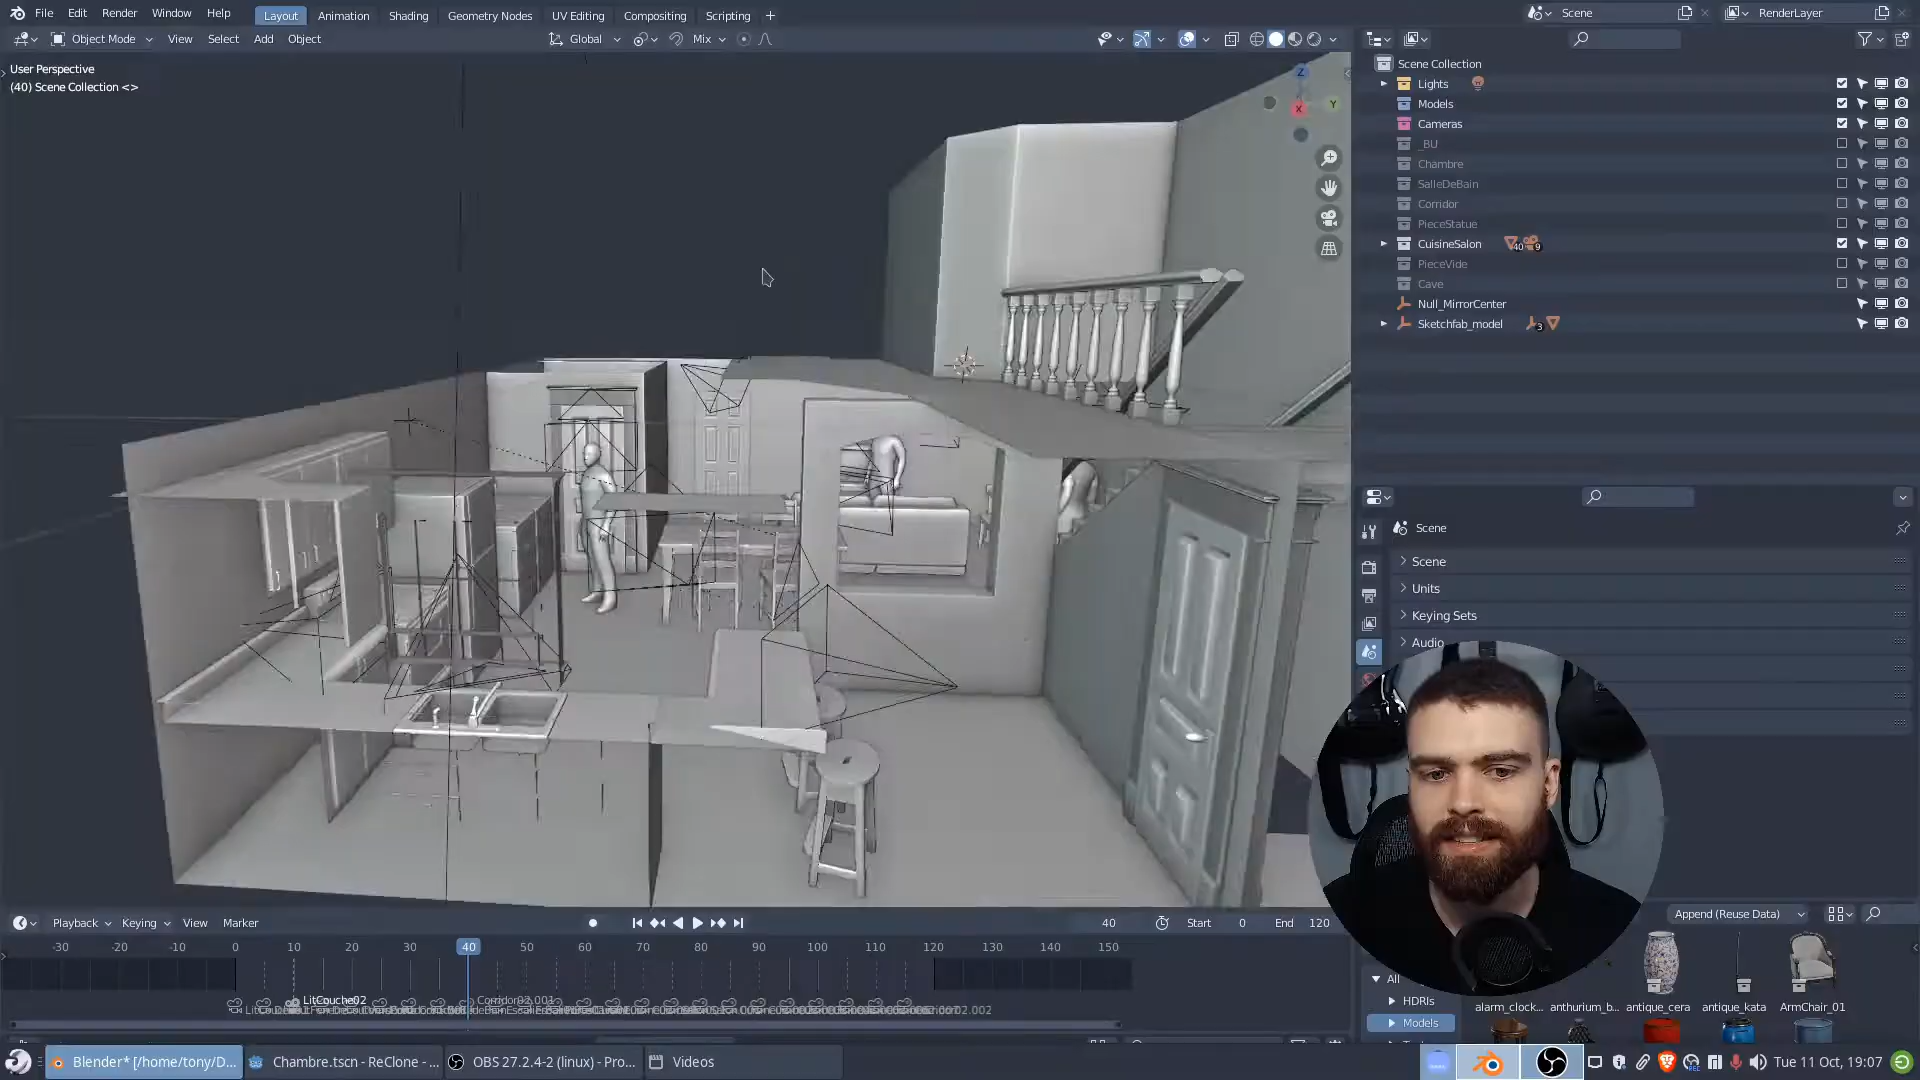 File Edit Render Window Help Layout Animation Shading Geometry Nodes UV Editing Compositing Scripting + Scene RenderLayer
Object Mode View Select Add Object Global Mix
User Perspective
(40) Scene Collection <>
Z
Y
X
Scene Collection
Lights
Models
Cameras
_BU
Chambre
SalleDeBain
Corridor
PieceStatue
CuisineSalon 40 9
PieceVide
Cave
Null_MirrorCenter
Sketchfab_model 3
Scene
Scene
Units
Keying Sets
Audio
Playback Keying View Marker 40 Start 0 End 120
-30 -20 -10 0 10 20 30 40 50 60 70 80 90 100 110 120 130 140 150
LitCouche02 Corridor02.001
Append (Reuse Data)
All
HDRIs
Models
alarm_clock... anthurium_b... antique_cera antique_kata ArmChair_01
Blender* [/home/tony/D... Chambre.tscn - ReClone - ... OBS 27.2.4-2 (linux) - Pro... Videos Tue 11 Oct, 19:07